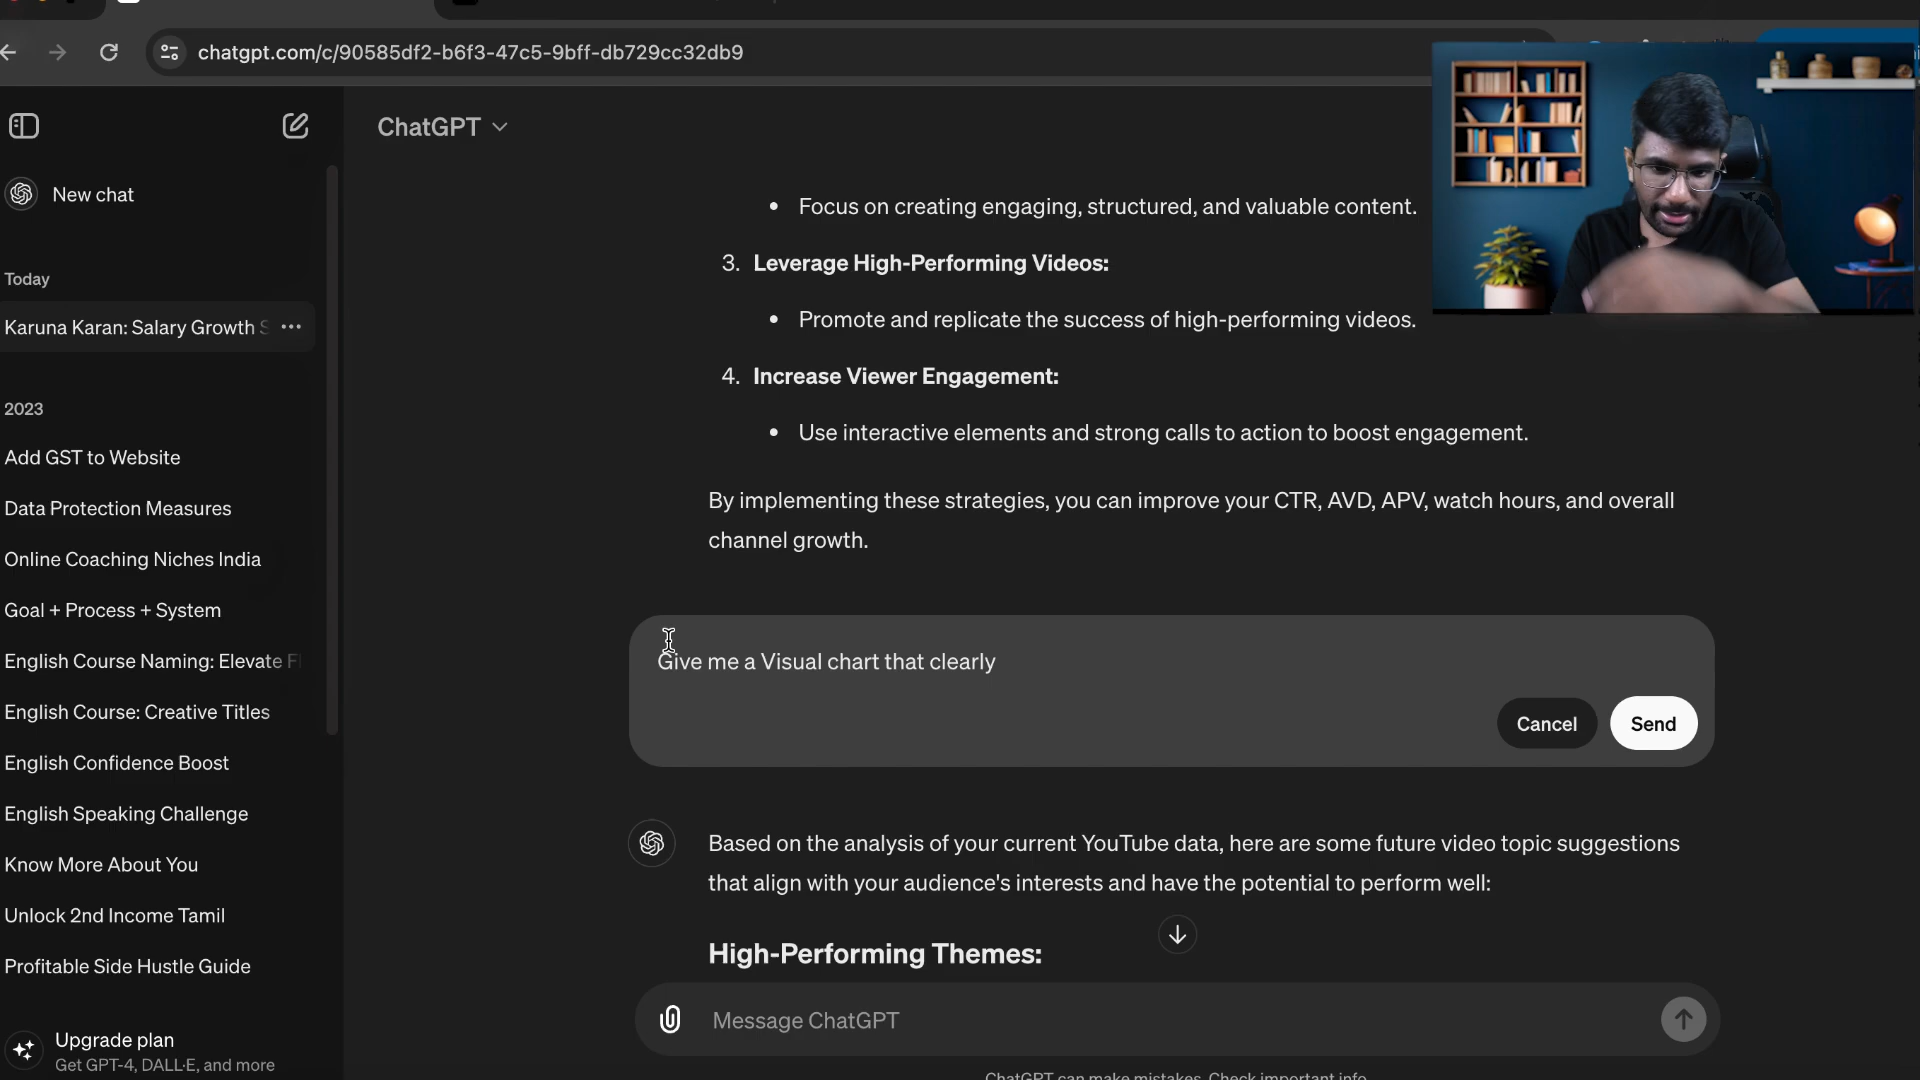 chatgpt.com/c/90585df2-b6f3-47c5-9bff-db729cc32db9
ChatGPT
New chat
Today
Karuna Karan: Salary Growth S
2023
Add GST to Website
Data Protection Measures
Online Coaching Niches India
Goal + Process + System
English Course Naming: Elevate Fl
English Course: Creative Titles
English Confidence Boost
English Speaking Challenge
Know More About You
Unlock 2nd Income Tamil
Profitable Side Hustle Guide
Upgrade plan
Get GPT-4, DALL·E, and more
• Focus on creating engaging, structured, and valuable content.
3. Leverage High-Performing Videos:
• Promote and replicate the success of high-performing videos.
4. Increase Viewer Engagement:
• Use interactive elements and strong calls to action to boost engagement.
By implementing these strategies, you can improve your CTR, AVD, APV, watch hours, and overall
channel growth.
Give me a Visual chart that clearly
Cancel Send
Based on the analysis of your current YouTube data, here are some future video topic suggestions
that align with your audience's interests and have the potential to perform well:
High-Performing Themes:
Message ChatGPT
ChatGPT can make mistakes. Check important info.